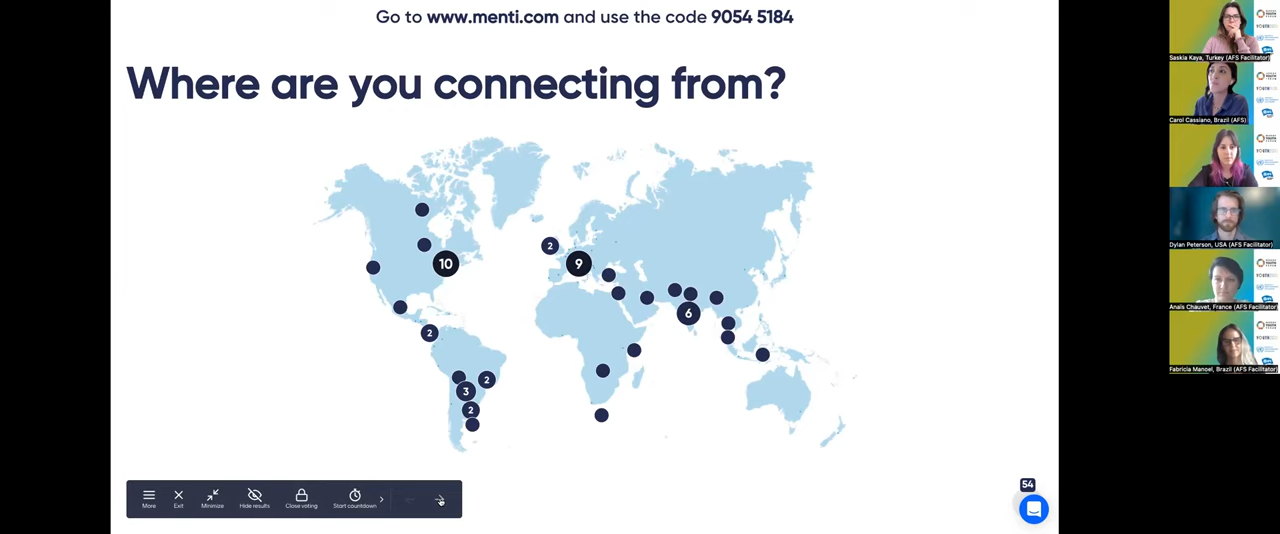 Go to www.menti.com and use the code 9054 5184
Where are you connecting from?
10
2
9
6
2
2
3
2
More
Exit
Minimize
Hide results
Close voting
Start countdown
54
Saskia Kaya, Turkey (AFS Facilitator)
Carol Cassiano, Brazil (AFS)
Dylan Peterson, USA (AFS Facilitator)
Anaïs Chauvet, France (AFS Facilitator)
Fabricia Manoel, Brazil (AFS Facilitator)